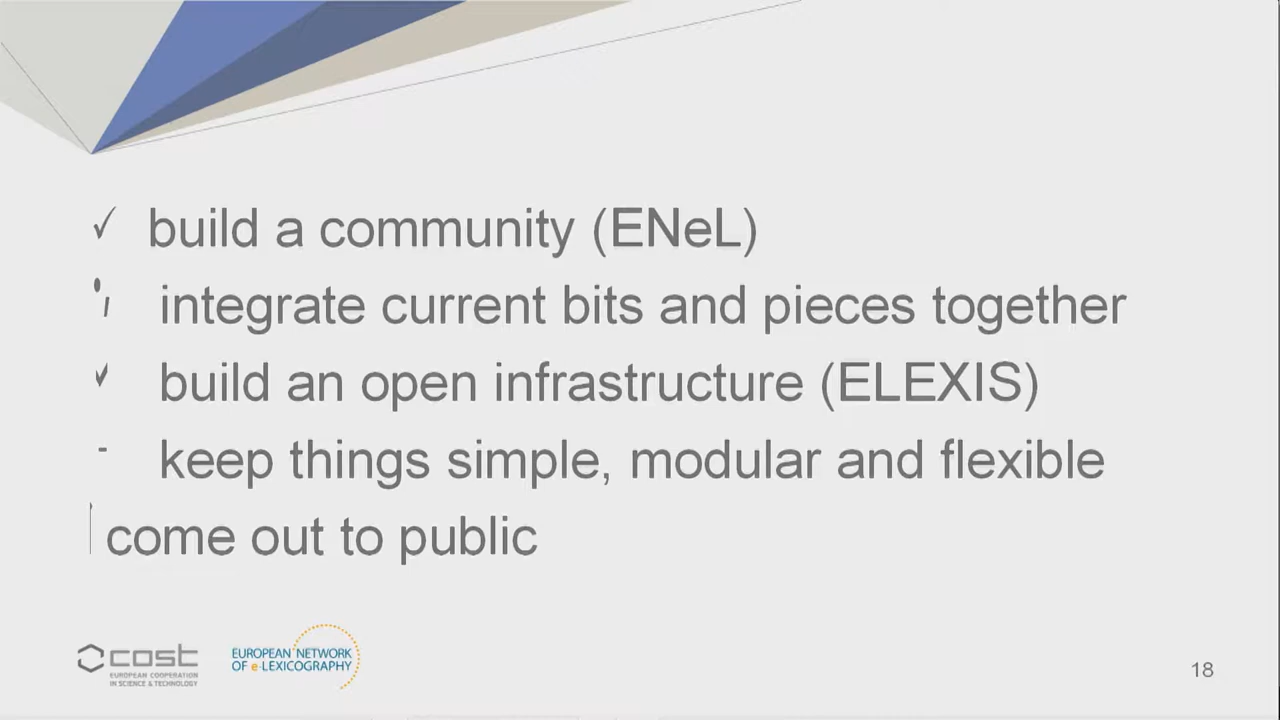 ✓ build a community (ENeL)
integrate current bits and pieces together
build an open infrastructure (ELEXIS)
- keep things simple, modular and flexible
come out to public
cost
EUROPEAN COOPERATION
IN SCIENCE & TECHNOLOGY
EUROPEAN NETWORK
OF e-LEXICOGRAPHY
18